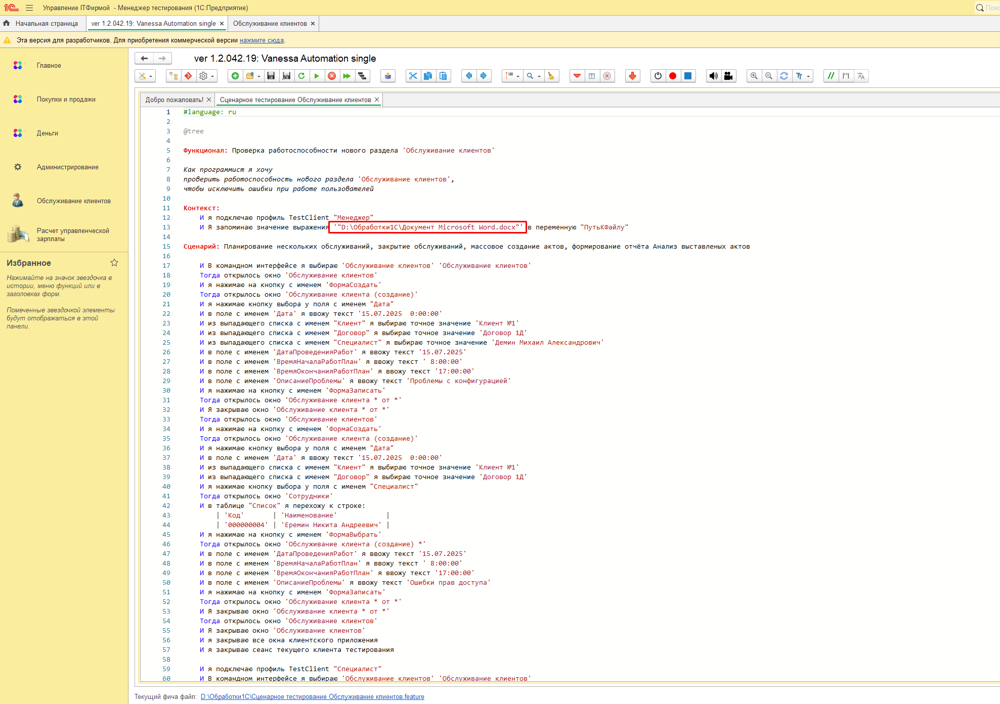 Управление ITФирмой - Менеджер тестирования (1С:Предприятие)
Начальная страница
ver 1.2.042.19: Vanessa Automation single ×
Обслуживание клиентов ×
Эта версия для разработчиков. Для приобретения коммерческой версии нажмите сюда.
Главное
Покупки и продажи
Деньги
Администрирование
Обслуживание клиентов
Расчет управленческой
зарплаты
Избранное
Нажимайте на значок звездочка в
истории, меню функций или в
заголовках форм.
Помеченные звездочкой элементы
будут отображаться в этой
панели.
ver 1.2.042.19: Vanessa Automation single
Добро пожаловать! ×
Сценарное тестирование Обслуживание клиентов ×
1 #language: ru
2
3 @tree
4
5 Функционал: Проверка работоспособности нового раздела 'Обслуживание клиентов'
6
7 Как программист я хочу
8 проверить работоспособность нового раздела 'Обслуживание клиентов',
9 чтобы исключить ошибки при работе пользователей
10
11 Контекст:
12 И я подключаю профиль TestClient "Менеджер"
13 И Я запоминаю значение выражения '"D:\Обработки1С\Документ Microsoft Word.docx"' в переменную "ПутьКФайлу"
14
15 Сценарий: Планирование нескольких обслуживаний, закрытие обслуживаний, массовое создание актов, формирование отчёта Анализ выставленых актов
16
17 И В командном интерфейсе я выбираю 'Обслуживание клиентов' 'Обслуживание клиентов'
18 Тогда открылось окно 'Обслуживание клиентов'
19 И я нажимаю на кнопку с именем 'ФормаСоздать'
20 Тогда открылось окно 'Обслуживание клиента (создание)'
21 И я нажимаю кнопку выбора у поля с именем "Дата"
22 И в поле с именем 'Дата' я ввожу текст '15.07.2025  0:00:00'
23 И из выпадающего списка с именем "Клиент" я выбираю точное значение 'Клиент №1'
24 И из выпадающего списка с именем "Договор" я выбираю точное значение 'Договор 1Д'
25 И из выпадающего списка с именем "Специалист" я выбираю точное значение 'Демин Михаил Александрович'
26 И в поле с именем 'ДатаПроведенияРабот' я ввожу текст '15.07.2025'
27 И в поле с именем 'ВремяНачалаРаботПлан' я ввожу текст ' 8:00:00'
28 И в поле с именем 'ВремяОкончанияРаботПлан' я ввожу текст '17:00:00'
29 И в поле с именем 'ОписаниеПроблемы' я ввожу текст 'Проблемы с конфигурацией'
30 И я нажимаю на кнопку с именем 'ФормаЗаписать'
31 Тогда открылось окно 'Обслуживание клиента * от *'
32 И Я закрываю окно 'Обслуживание клиента * от *'
33 Тогда открылось окно 'Обслуживание клиентов'
34 И я нажимаю на кнопку с именем 'ФормаСоздать'
35 Тогда открылось окно 'Обслуживание клиента (создание)'
36 И я нажимаю кнопку выбора у поля с именем "Дата"
37 И в поле с именем 'Дата' я ввожу текст '15.07.2025  0:00:00'
38 И из выпадающего списка с именем "Клиент" я выбираю точное значение 'Клиент №1'
39 И из выпадающего списка с именем "Договор" я выбираю точное значение 'Договор 1Д'
40 И я нажимаю кнопку выбора у поля с именем "Специалист"
41 Тогда открылось окно 'Сотрудники'
42 И в таблице "Список" я перехожу к строке:
43 | 'Код' | 'Наименование' |
44 | '000000004' | 'Еремин Никита Андреевич' |
45 И я нажимаю на кнопку с именем 'ФормаВыбрать'
46 Тогда открылось окно 'Обслуживание клиента (создание) *'
47 И в поле с именем 'ДатаПроведенияРабот' я ввожу текст '15.07.2025'
48 И в поле с именем 'ВремяНачалаРаботПлан' я ввожу текст ' 8:00:00'
49 И в поле с именем 'ВремяОкончанияРаботПлан' я ввожу текст '17:00:00'
50 И в поле с именем 'ОписаниеПроблемы' я ввожу текст 'Ошибки прав доступа'
51 И я нажимаю на кнопку с именем 'ФормаЗаписать'
52 Тогда открылось окно 'Обслуживание клиента * от *'
53 И Я закрываю окно 'Обслуживание клиента * от *'
54 Тогда открылось окно 'Обслуживание клиентов'
55 И Я закрываю окно 'Обслуживание клиентов'
56 И я закрываю все окна клиентского приложения
57 И я закрываю сеанс текущего клиента тестирования
58
59 И я подключаю профиль TestClient "Специалист"
60 И В командном интерфейсе я выбираю 'Обслуживание клиентов' 'Обслуживание клиентов'
Текущий фича файл: D:\Обработки1С\Сценарное тестирование Обслуживание клиентов.feature